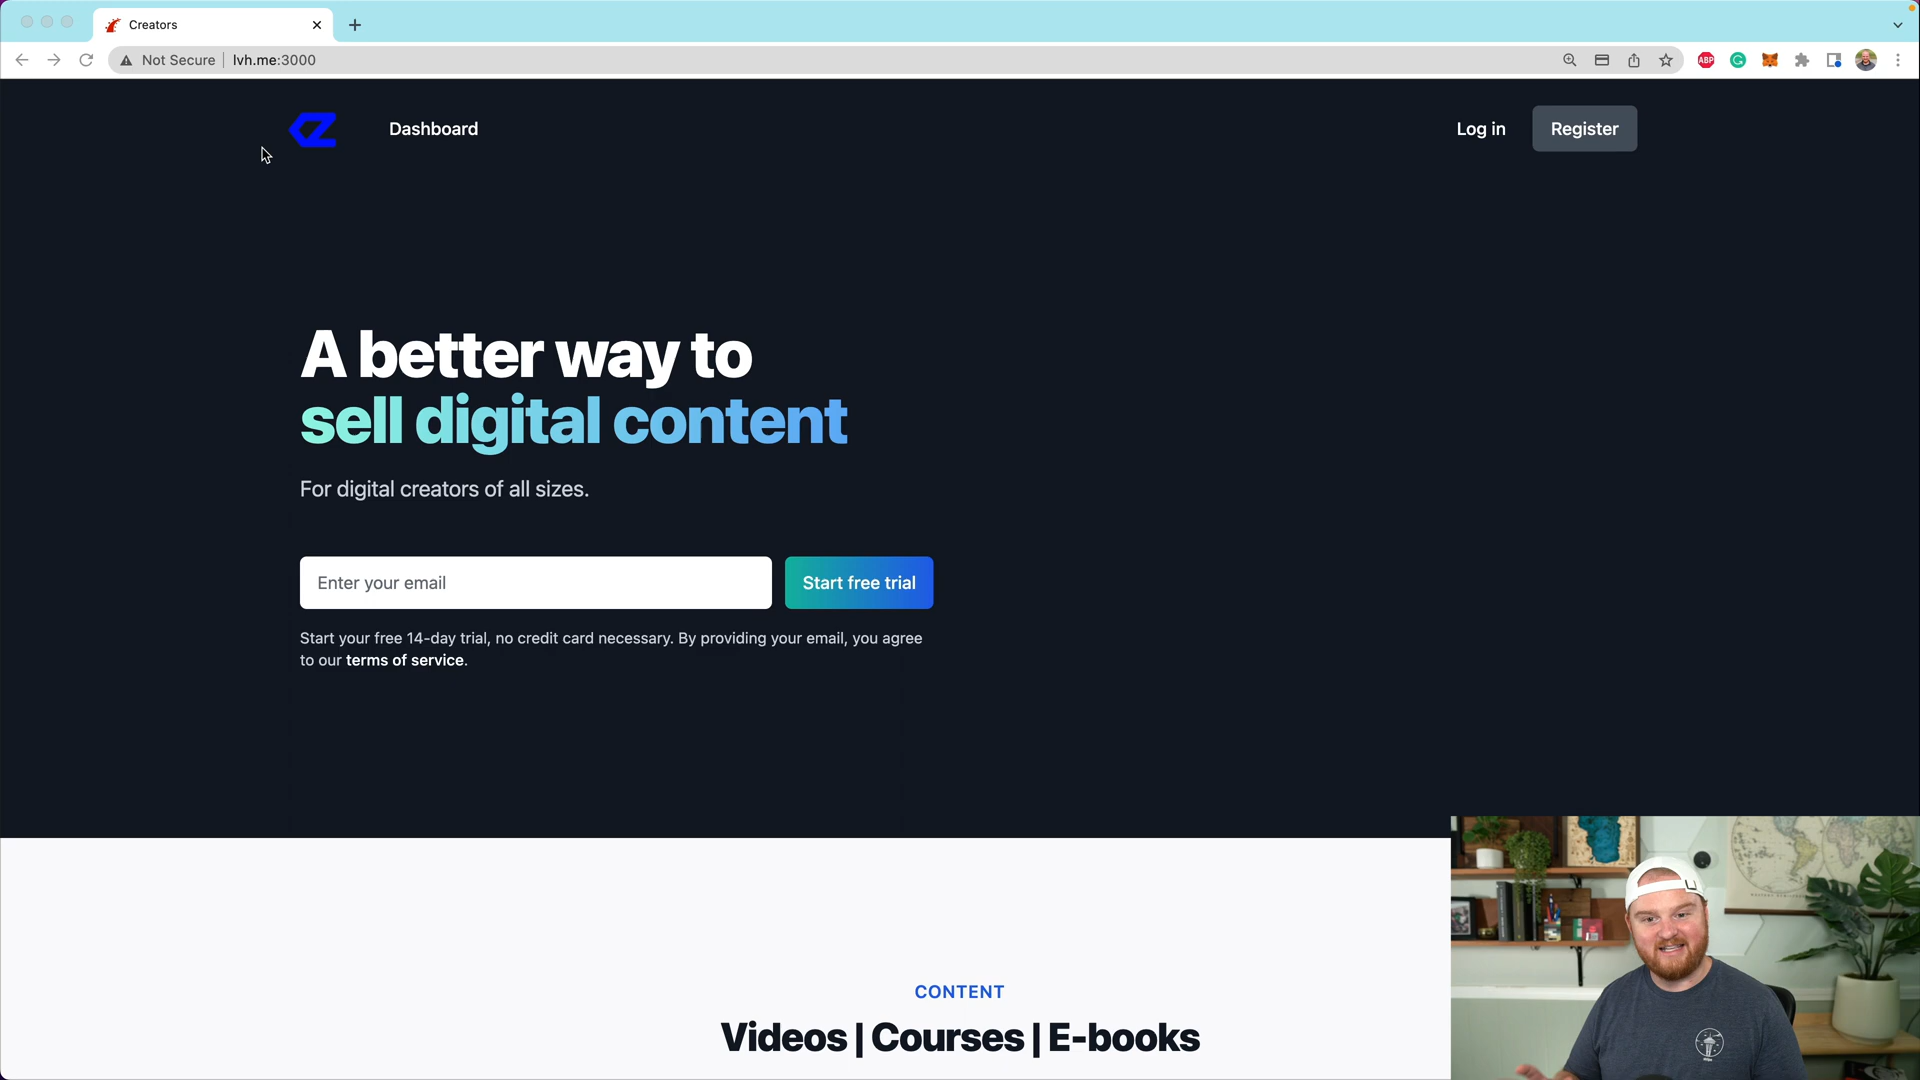 Creators
Not Secure
lvh.me:3000
ABP
Dashboard
Log in
Register
A better way to
sell digital content
For digital creators of all sizes.
Enter your email
Start free trial
Start your free 14-day trial, no credit card necessary. By providing your email, you agree
to our terms of service.
CONTENT
Videos | Courses | E-books